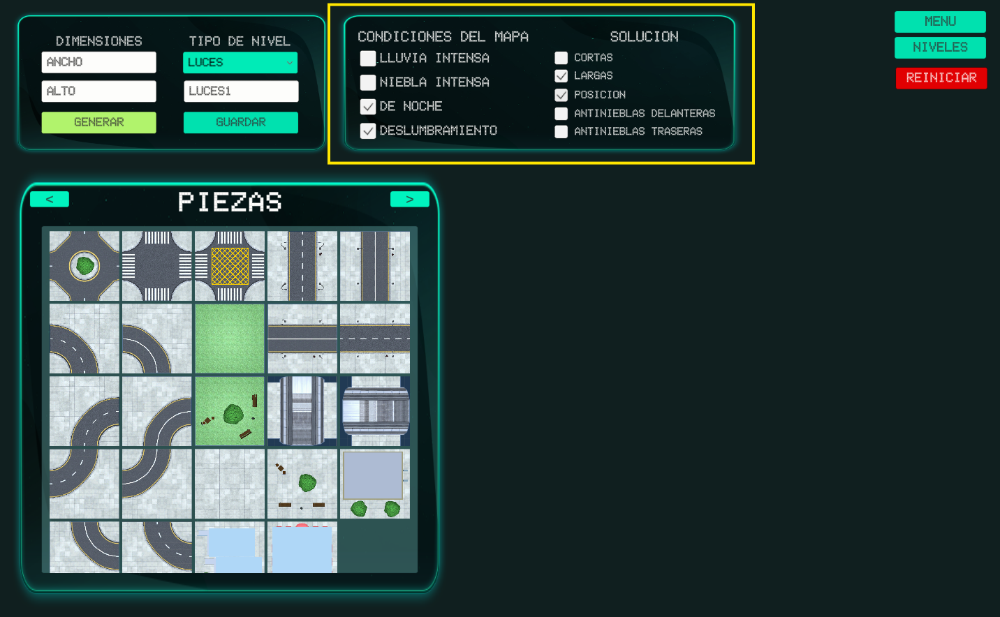 DIMENSIONES
ANCHO
ALTO
GENERAR
TIPO DE NIVEL
LUCES
LUCES1
GUARDAR
CONDICIONES DEL MAPA
LLUVIA INTENSA
NIEBLA INTENSA
DE NOCHE
DESLUMBRAMIENTO
SOLUCION
CORTAS
LARGAS
POSICION
ANTINIEBLAS DELANTERAS
ANTINIEBLAS TRASERAS
MENU
NIVELES
REINICIAR
< PIEZAS >